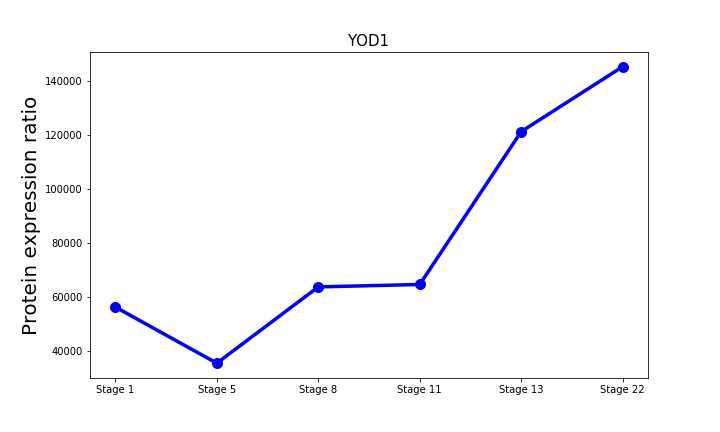 YOD1
Protein expression ratio
140000
120000
100000
80000
60000
40000
Stage 1
Stage 5
Stage 8
Stage 11
Stage 13
Stage 22